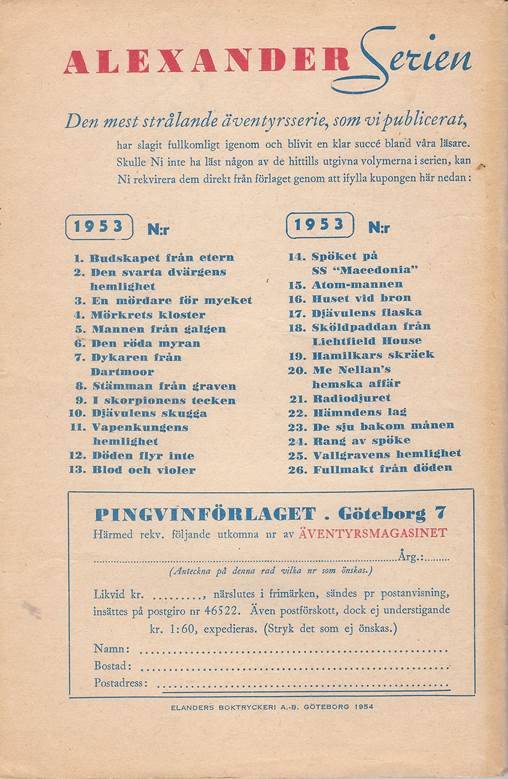 ALEXANDER Serien
Den mest strålande äventyrsserie, som vi publicerat,
har slagit fullkomligt igenom och blivit en klar succé bland våra läsare.
Skulle Ni inte ha läst någon av de hittills utgivna volymerna i serien, kan
Ni rekvirera dem direkt från förlaget genom att ifylla kupongen här nedan:
1953 N:r
1. Budskapet från etern
2. Den svarta dvärgens
hemlighet
3. En mördare för mycket
4. Mörkrets kloster
5. Mannen från galgen
6. Den röda myran
7. Dykaren från
Dartmoor
8. Stämman från graven
9. I skorpionens tecken
10. Djävulens skugga
11. Vapenkungens
hemlighet
12. Döden flyr inte
13. Blod och violer
1953 N:r
14. Spöket på
SS "Macedonia"
15. Atom-mannen
16. Huset vid bron
17. Djävulens flaska
18. Sköldpaddan från
Lichtfield House
19. Hamilkars skräck
20. Mc Nellan's
hemska affär
21. Radiodjuret
22. Hämndens lag
23. De sju bakom månen
24. Rang av spöke
25. Vallgravens hemlighet
26. Fullmakt från döden
PINGVINFÖRLAGET . Göteborg 7
Härmed rekv. följande utkomna nr av ÄVENTYRSMAGASINET
........................................................................Årg.:............
(Anteckna på denna rad vilka nr som önskas.)
Likvid kr. ........., närslutes i frimärken, sändes pr postanvisning,
insättes på postgiro nr 46522. Även postförskott, dock ej understigande
kr. 1:60, expedieras. (Stryk det som ej önskas.)
Namn: ............................................................
Bostad: ............................................................
Postadress: ......................................................
ELANDERS BOKTRYCKERI A.-B. GÖTEBORG 1954